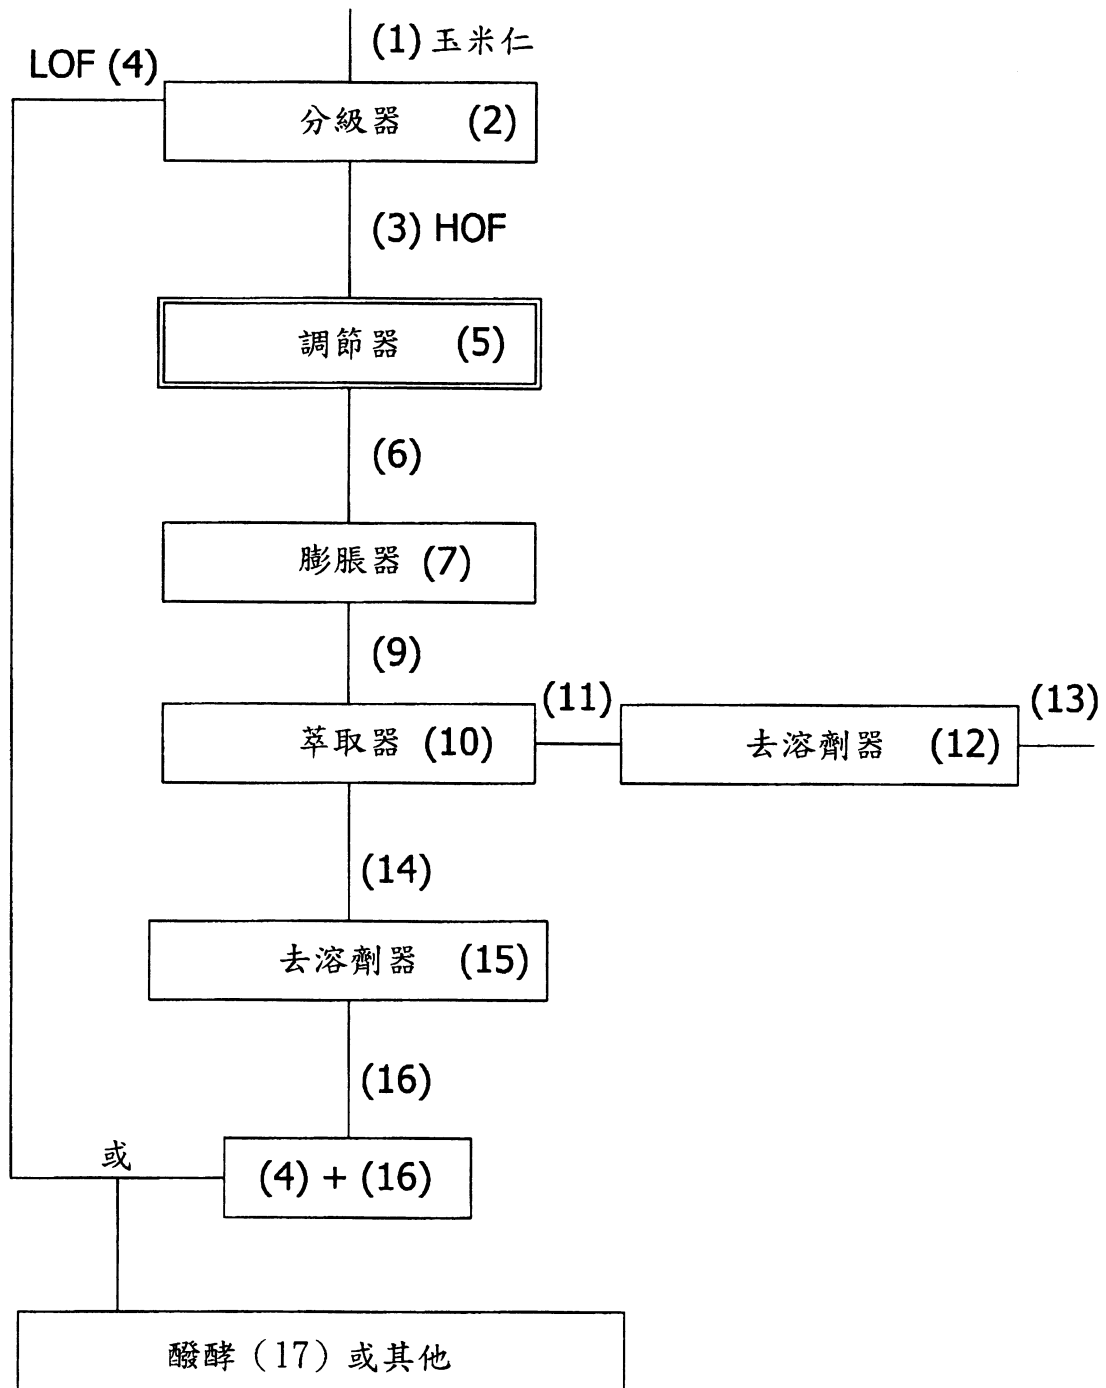 (1) 玉米仁
LOF (4)
分級器 (2)
(3) HOF
調節器 (5)
(6)
膨脹器 (7)
(9)
萃取器 (10)
(11)
去溶劑器 (12)
(13)
(14)
去溶劑器 (15)
(16)
或
(4) + (16)
醱酵（17）或其他